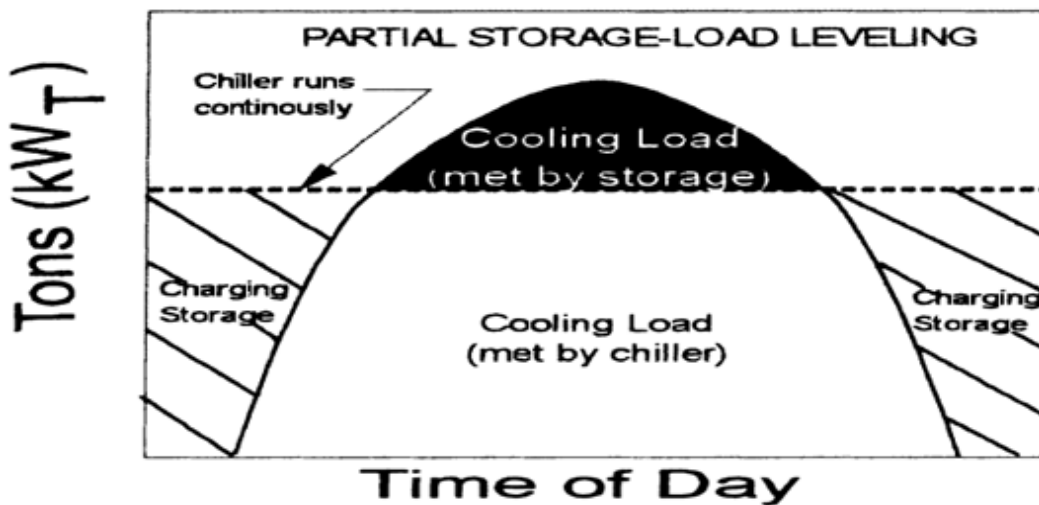 PARTIAL STORAGE-LOAD LEVELING
Chiller runs
continously
Cooling Load
(met by storage)
Charging
Storage
Cooling Load
(met by chiller)
Charging
Storage
Tons (kWT)
Time of Day